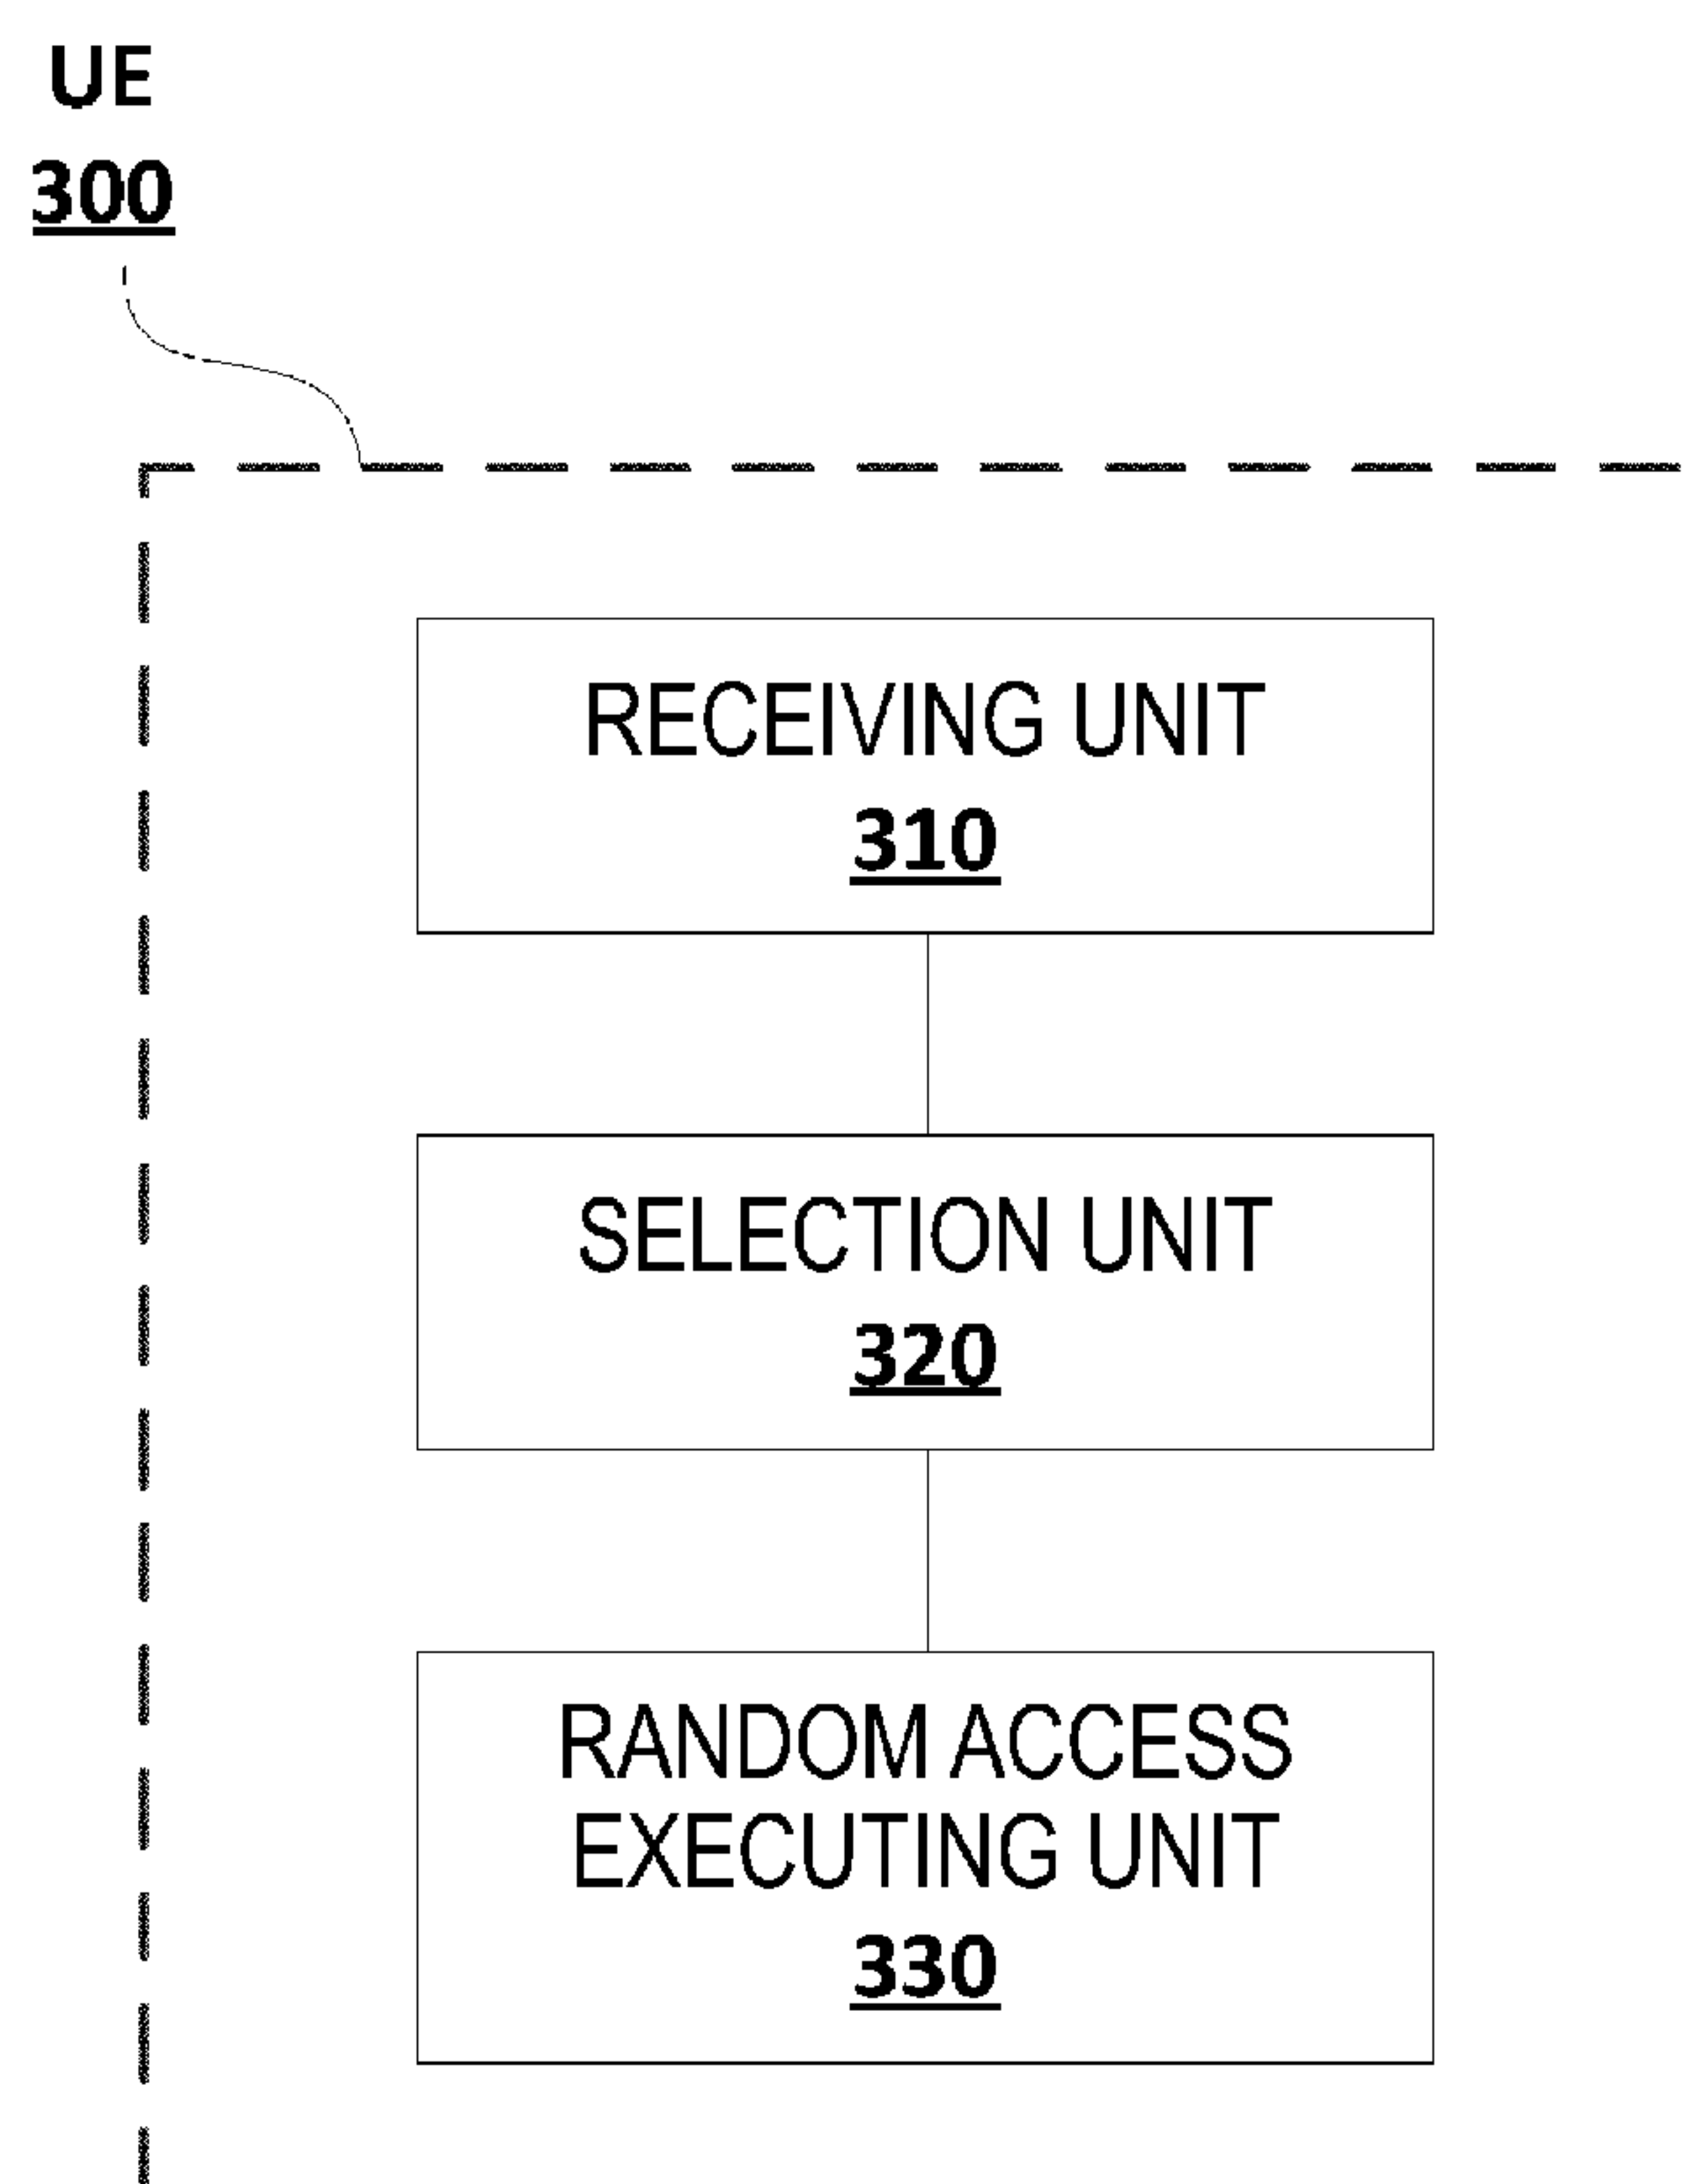 UE
300
RECEIVING UNIT
310
SELECTION UNIT
320
RANDOM ACCESS
EXECUTING UNIT
330